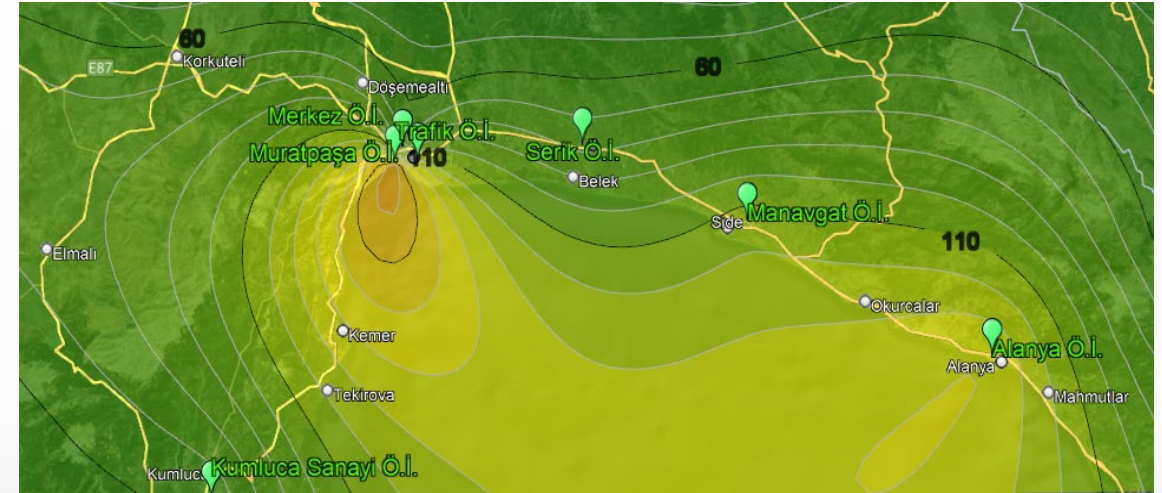 60
Korkuteli
E87
60
Döşemealtı
Merkez Ö.İ.
Trafik Ö.İ.
Muratpaşa Ö.İ.
110
Serik Ö.İ.
Belek
Manavgat Ö.İ.
Side
110
Elmalı
Okurcalar
Kemer
Alanya Ö.İ.
Alanya
Tekirova
Mahmutlar
Kumluca Sanayi Ö.İ.